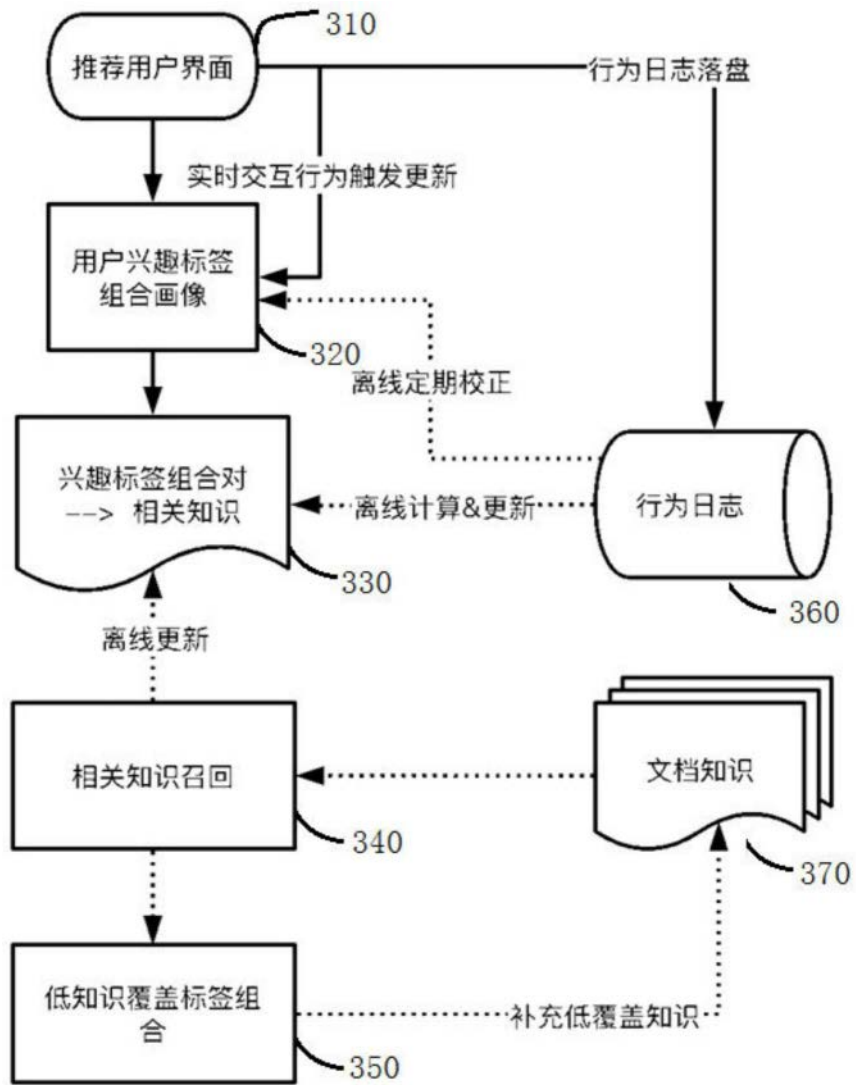 310
推荐用户界面
行为日志落盘
实时交互行为触发更新
用户兴趣标签
组合画像
320
离线定期校正
兴趣标签组合对
--> 相关知识
离线计算&更新
行为日志
330
360
离线更新
相关知识召回
文档知识
340
370
低知识覆盖标签组
合
补充低覆盖知识
350